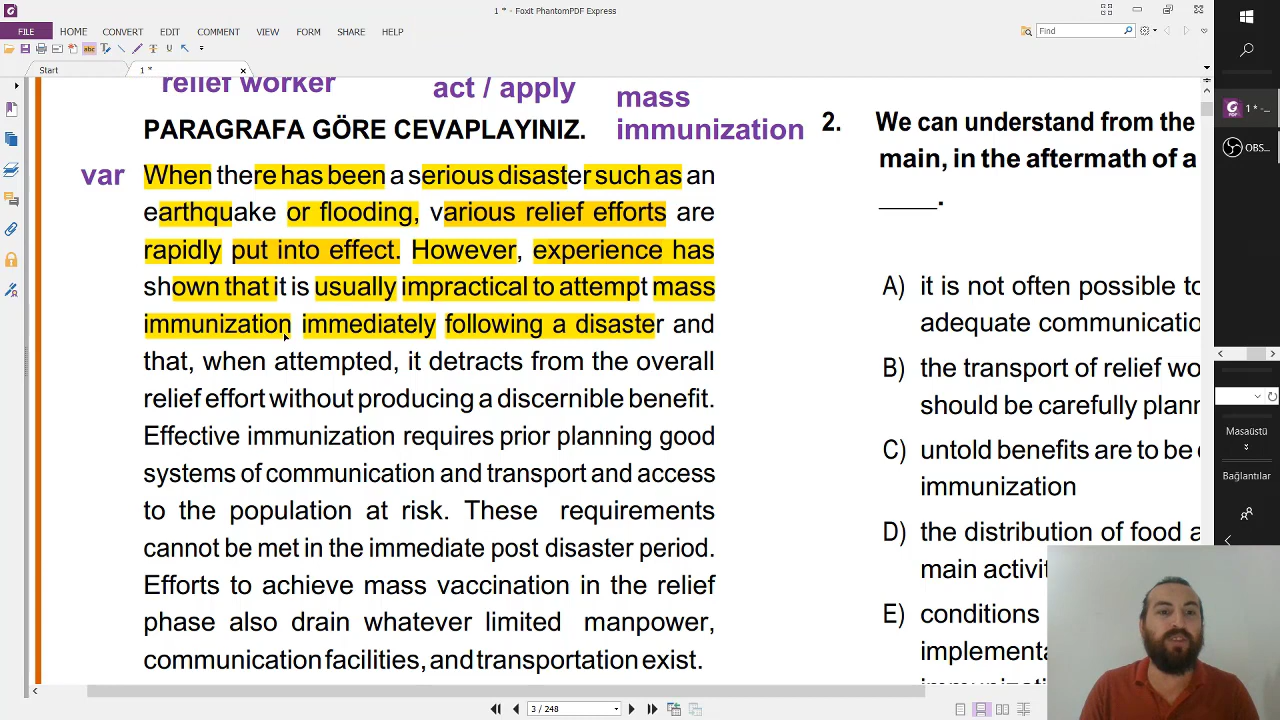 1 * - Foxit PhantomPDF Express
FILE HOME CONVERT EDIT COMMENT VIEW FORM SHARE HELP
Find
Start 1 *
relief worker
act / apply
mass
immunization
PARAGRAFA GÖRE CEVAPLAYINIZ.
var
When there has been a serious disaster such as an
earthquake or flooding, various relief efforts are
rapidly put into effect. However, experience has
shown that it is usually impractical to attempt mass
immunization immediately following a disaster and
that, when attempted, it detracts from the overall
relief effort without producing a discernible benefit.
Effective immunization requires prior planning good
systems of communication and transport and access
to the population at risk. These requirements
cannot be met in the immediate post disaster period.
Efforts to achieve mass vaccination in the relief
phase also drain whatever limited manpower,
communication facilities, and transportation exist.
2. We can understand from the
main, in the aftermath of a
____.
A) it is not often possible to
adequate communicatio
B) the transport of relief wo
should be carefully plann
C) untold benefits are to be
immunization
D) the distribution of food a
main activit
E) conditions
implementa
3 / 248
1 *
OBS...
Masaüstü
Bağlantılar